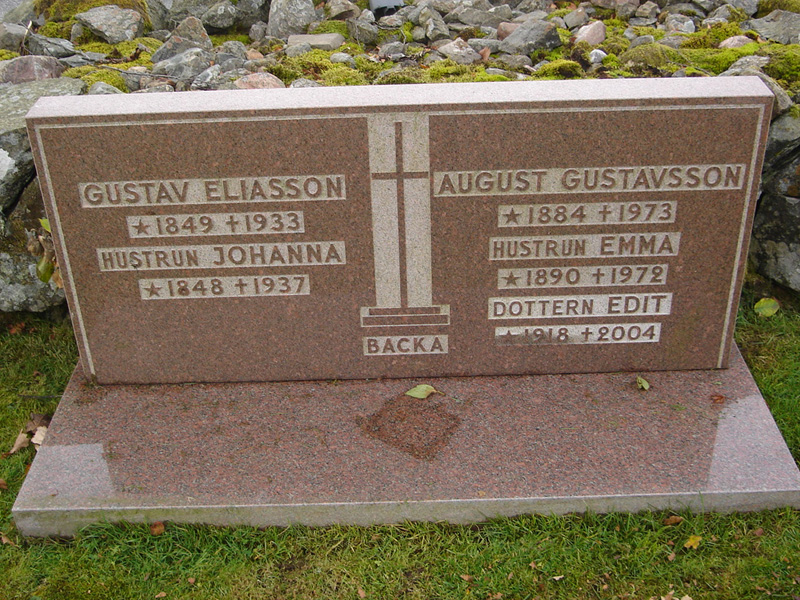 GUSTAV ELIASSON
★1849 †1933
HUSTRUN JOHANNA
★1848 †1937
BACKA
AUGUST GUSTAVSSON
★1884 †1973
HUSTRUN EMMA
★1890 †1972
DOTTERN EDIT
★1918 †2004